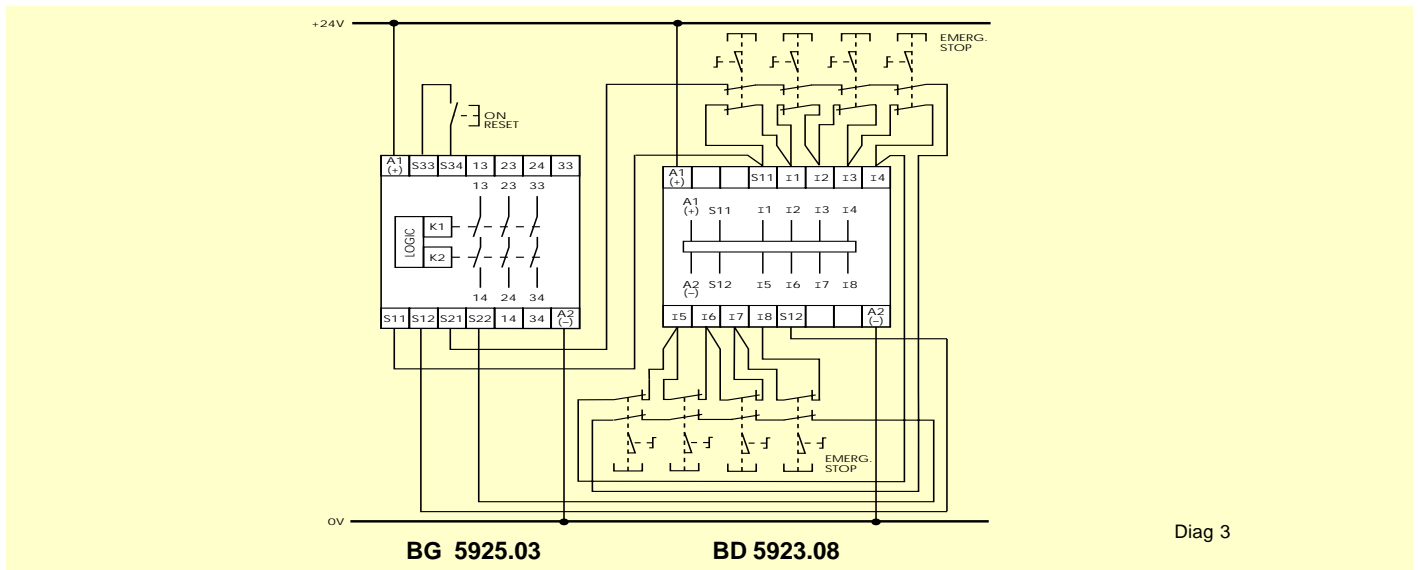 +24V
EMERG.
STOP
ON
RESET
A1 (+) S33 S34 13 23 24 33
13 23 33
LOGIC
K1
K2
14 24 34
S11 S12 S21 S22 14 34 A2 (–)
A1 (+) S11 I1 I2 I3 I4
A1 (+) S11 I1 I2 I3 I4
A2 (–) S12 I5 I6 I7 I8
I5 I6 I7 I8 S12 A2 (–)
EMERG.
STOP
0V
BG 5925.03
BD 5923.08
Diag 3